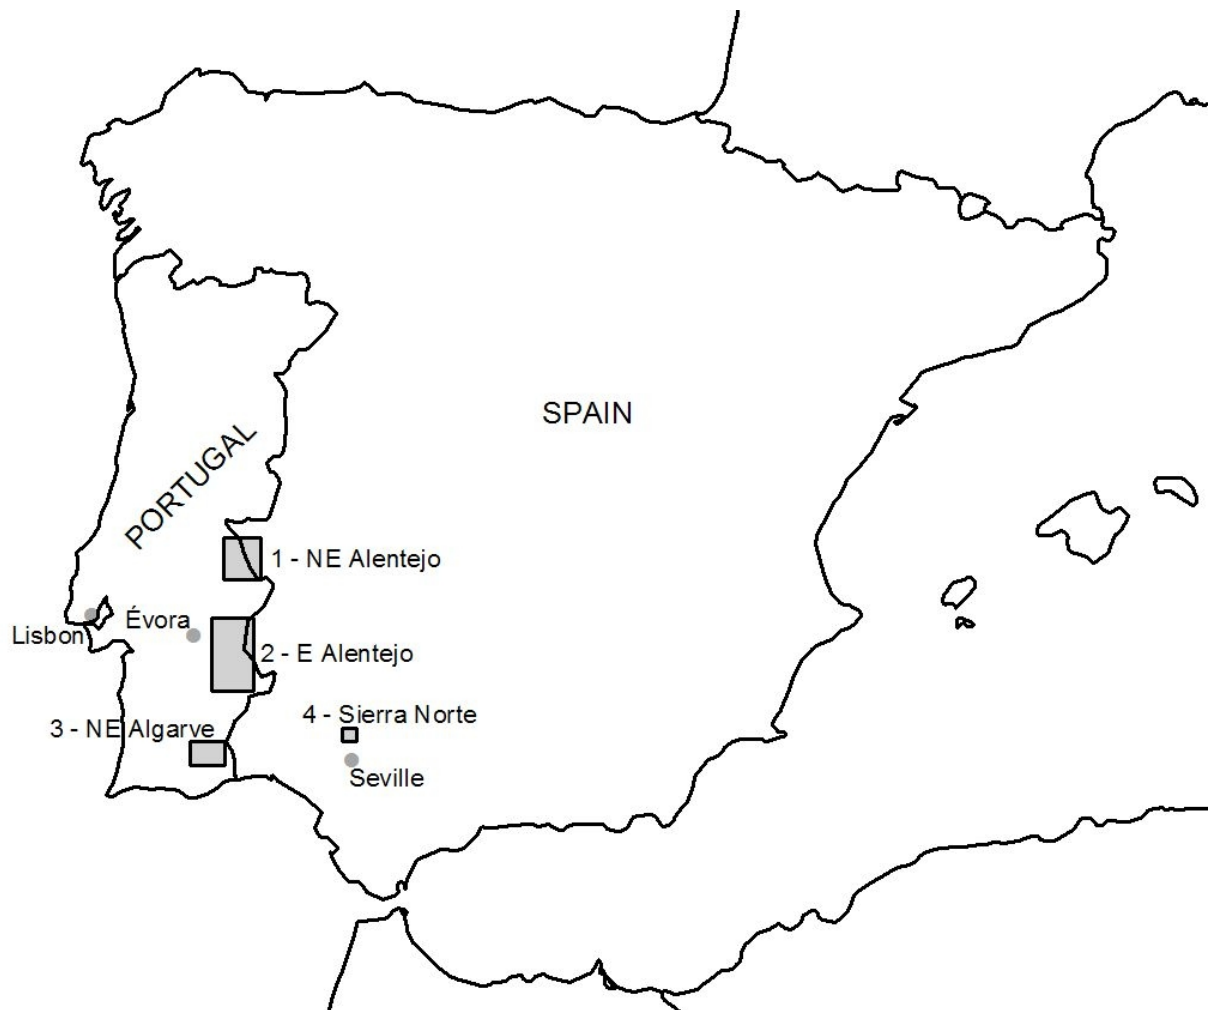 SPAIN
PORTUGAL
1 - NE Alentejo
Évora
Lisbon
2 - E Alentejo
4 - Sierra Norte
3 - NE Algarve
Seville